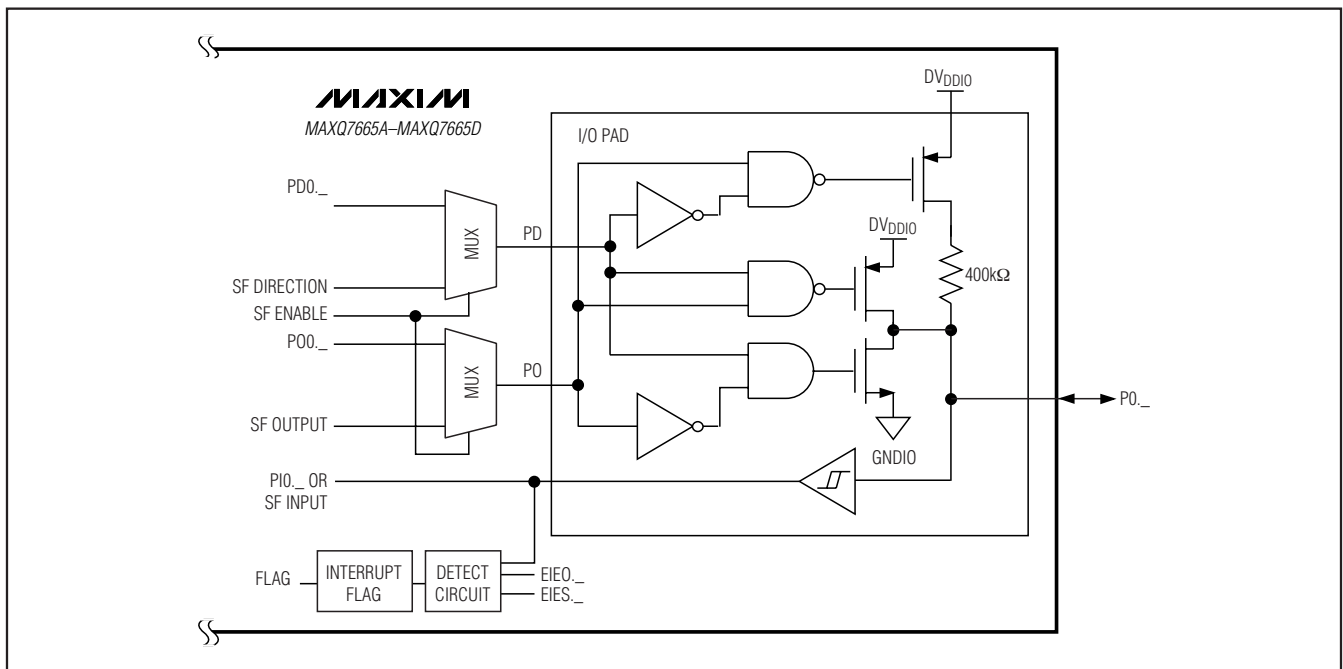 MAXIM
MAXQ7665A–MAXQ7665D
DVDDIO
I/O PAD
PD0._
MUX
PD
DVDDIO
SF DIRECTION
400kΩ
SF ENABLE
PO0._
MUX
PO
P0._
SF OUTPUT
GNDIO
PI0._ OR
SF INPUT
FLAG
INTERRUPT
FLAG
DETECT
CIRCUIT
EIE0._
EIES._